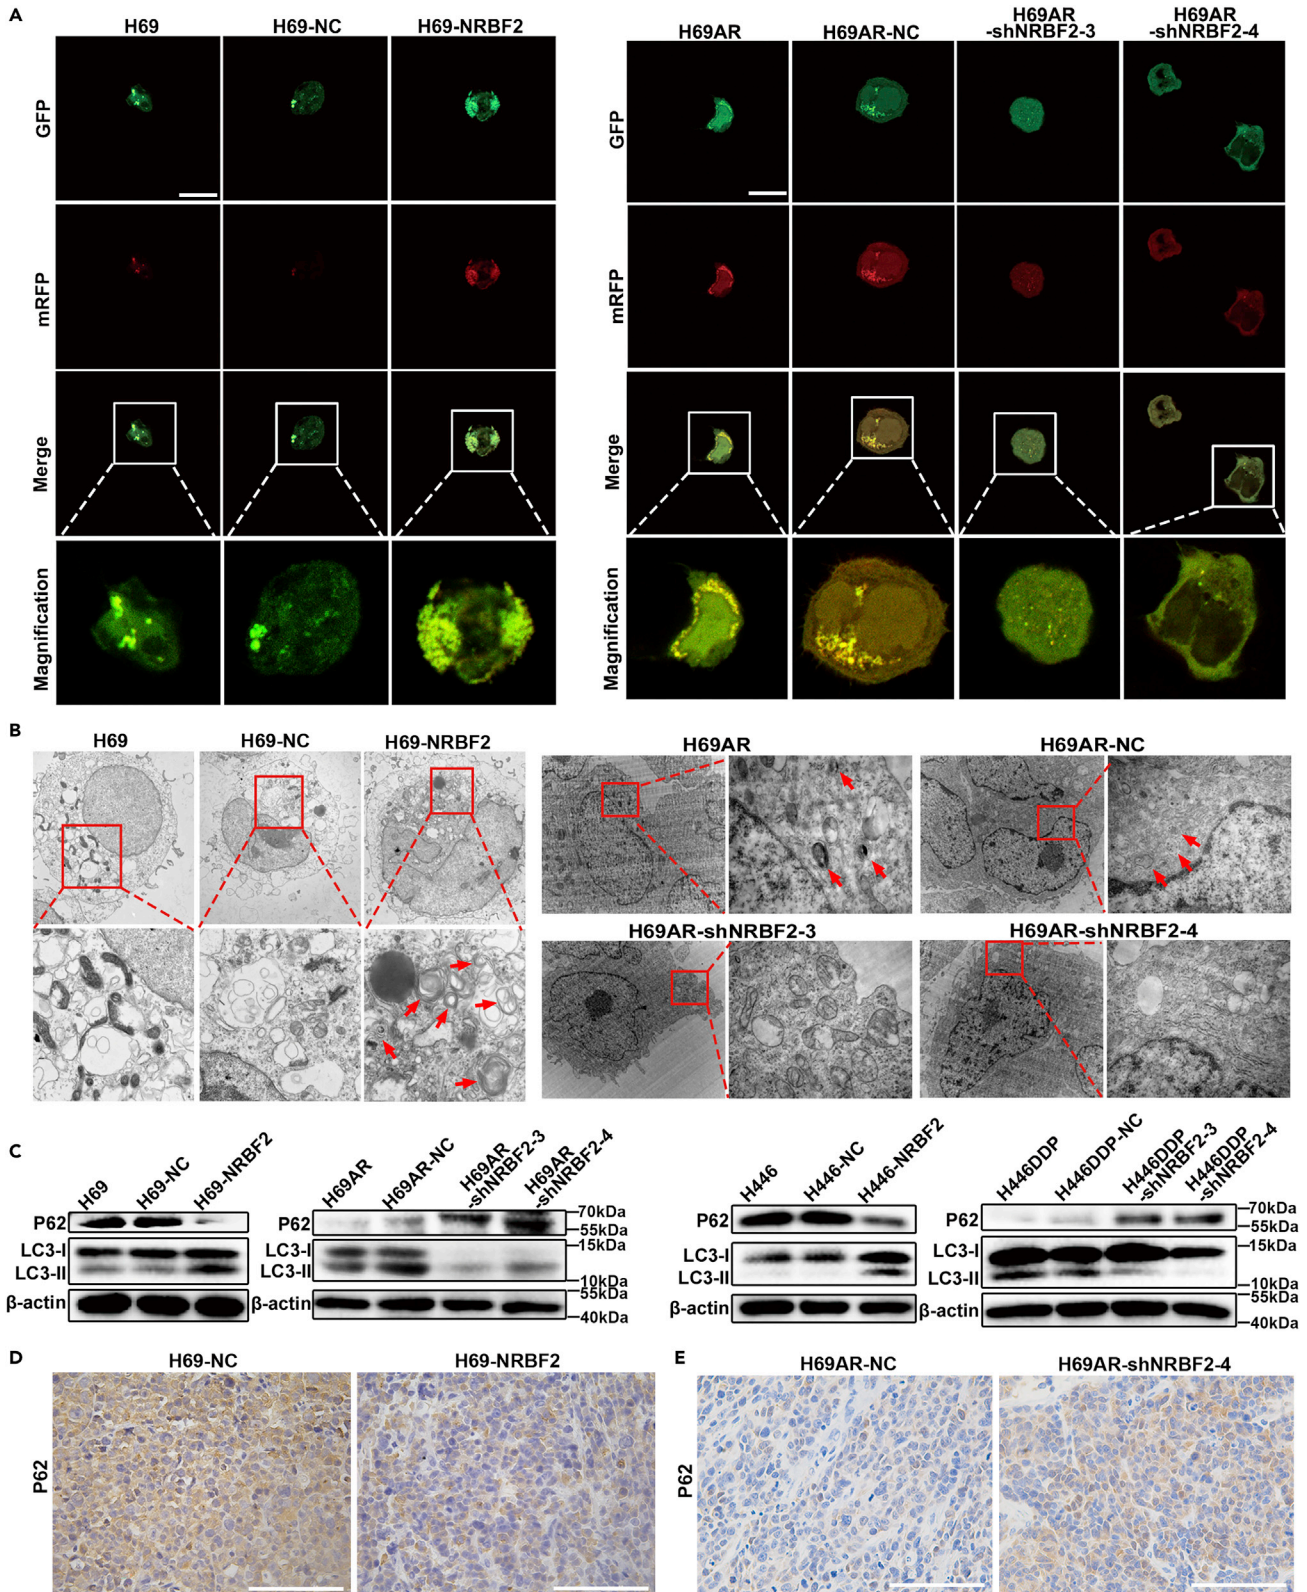 A
H69
H69-NC
H69-NRBF2
H69AR
H69AR-NC
H69AR
-shNRBF2-3
H69AR
-shNRBF2-4
GFP
mRFP
Merge
Magnification
GFP
mRFP
Merge
Magnification
B
H69
H69-NC
H69-NRBF2
H69AR
H69AR-NC
H69AR-shNRBF2-3
H69AR-shNRBF2-4
C
H69
H69-NC
H69-NRBF2
P62
LC3-I
LC3-II
β-actin
H69AR
H69AR-NC
H69AR
-shNRBF2-3
H69AR
-shNRBF2-4
P62
LC3-I
LC3-II
β-actin
70kDa
55kDa
15kDa
10kDa
55kDa
40kDa
H446
H446-NC
H446-NRBF2
P62
LC3-I
LC3-II
β-actin
H446DDP
H446DDP-NC
H446DDP
-shNRBF2-3
H446DDP
-shNRBF2-4
P62
LC3-I
LC3-II
β-actin
70kDa
55kDa
15kDa
10kDa
55kDa
40kDa
D
H69-NC
H69-NRBF2
P62
E
H69AR-NC
H69AR-shNRBF2-4
P62